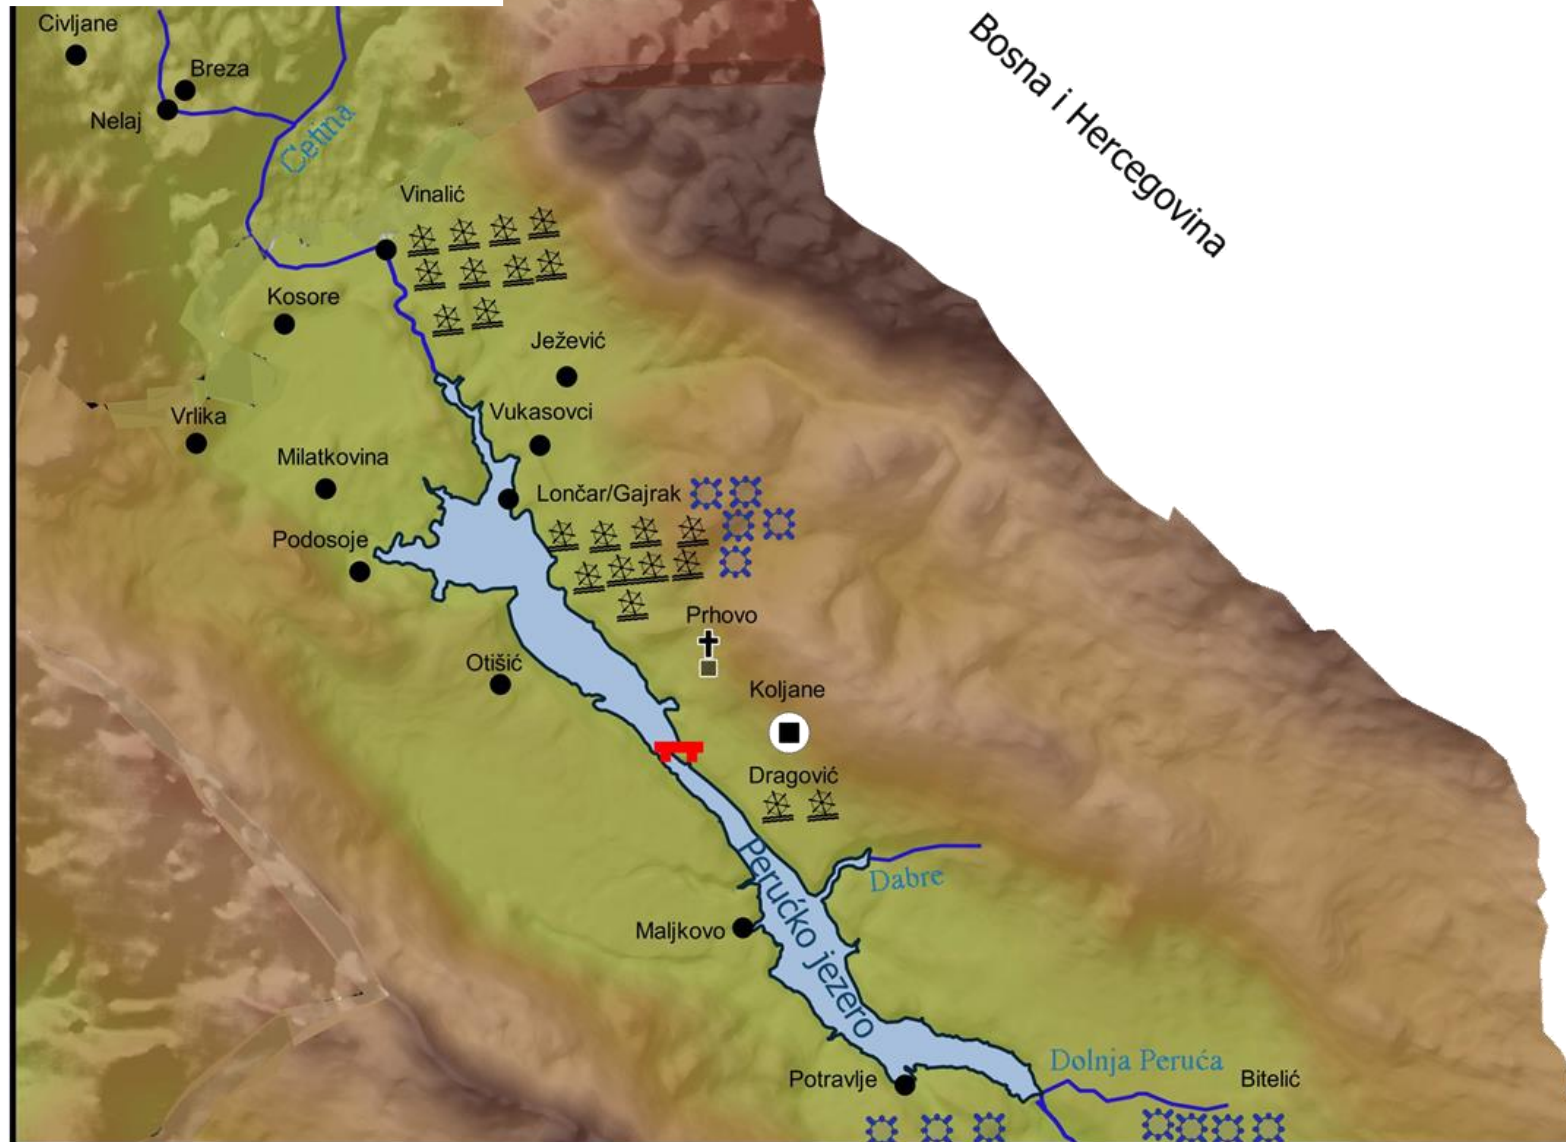 Civljane
Bosna i Hercegovina
Breza
Nelaj
Cetina
Vinalić
Kosore
Ježević
Vrlika
Vukasovci
Milatkovina
Lončar/Gajrak
Podosoje
Prhovo
Otišić
Koljane
Dragović
Perućko jezero
Dabre
Maljkovo
Dolnja Peruća
Potravlje
Bitelić